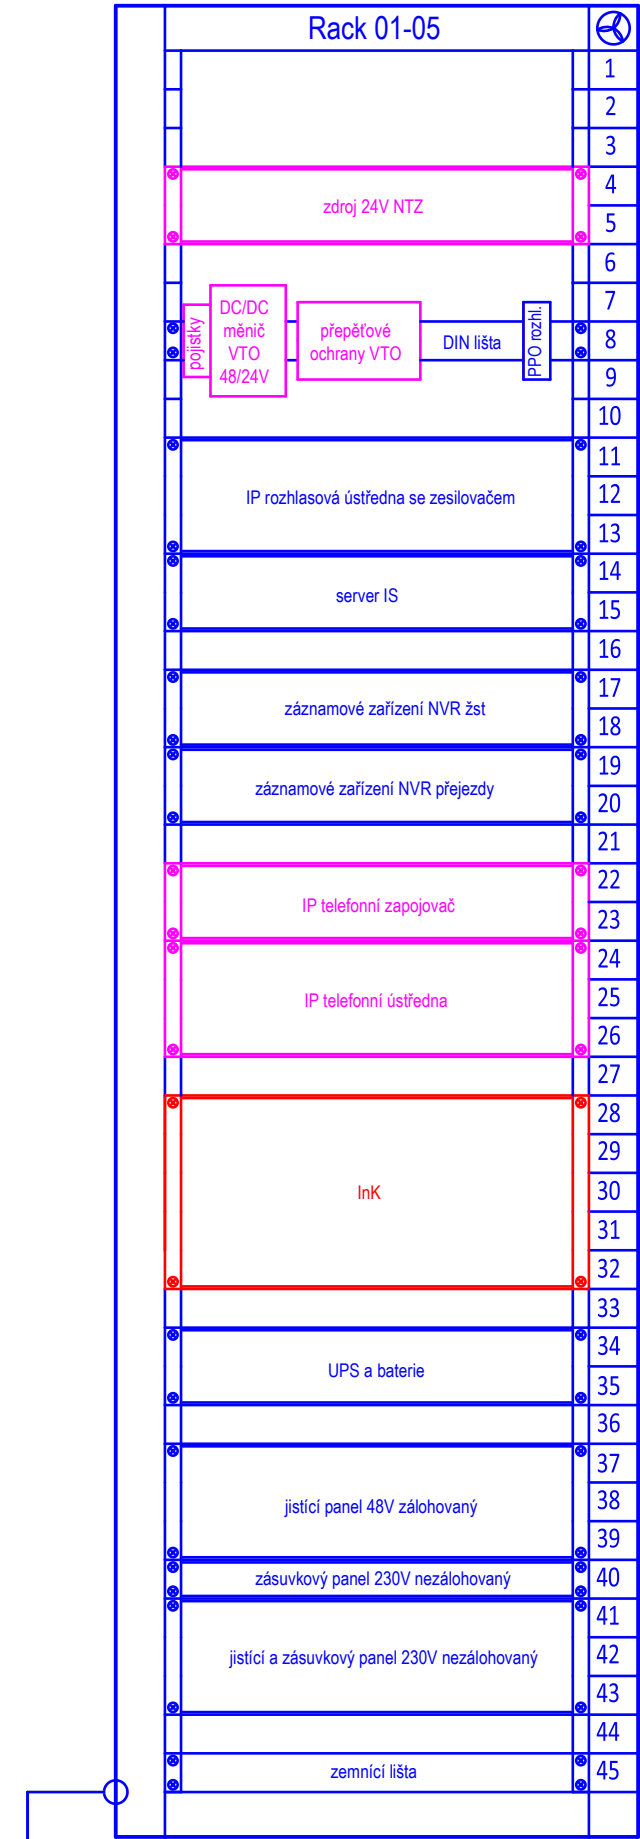 Rack 01-05
1
2
3
4
zdroj 24V NTZ
5
6
7
pojistky
DC/DC
měnič
VTO
48/24V
přepěťové
ochrany VTO
DIN lišta
PPO rozhl.
8
9
10
11
IP rozhlasová ústředna se zesilovačem
12
13
14
server IS
15
16
17
záznamové zařízení NVR žst
18
19
záznamové zařízení NVR přejezdy
20
21
22
IP telefonní zapojovač
23
24
IP telefonní ústředna
25
26
27
28
29
InK
30
31
32
33
34
UPS a baterie
35
36
37
jistící panel 48V zálohovaný
38
39
zásuvkový panel 230V nezálohovaný
40
41
jistící a zásuvkový panel 230V nezálohovaný
42
43
44
zemnící lišta
45